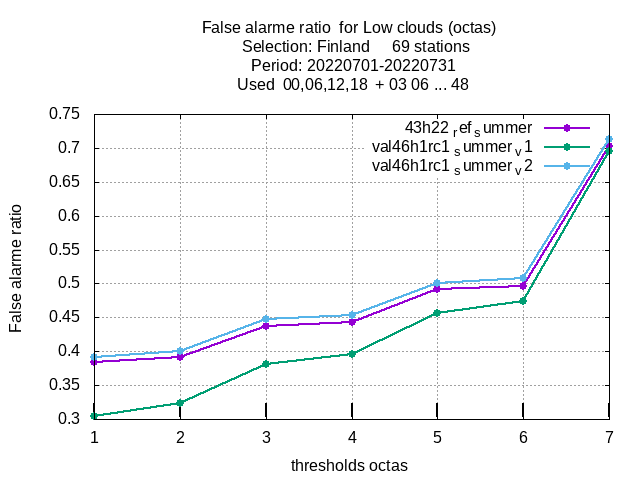 False alarme ratio  for Low clouds (octas)
Selection: Finland     69 stations
Period: 20220701-20220731
Used  00,06,12,18  + 03 06 ... 48
0.75
0.7
0.65
0.6
0.55
0.5
0.45
0.4
0.35
0.3
False alarme ratio
43h22 ref summer
val46h1rc1 summer v1
val46h1rc1 summer v2
1 2 3 4 5 6 7
thresholds octas